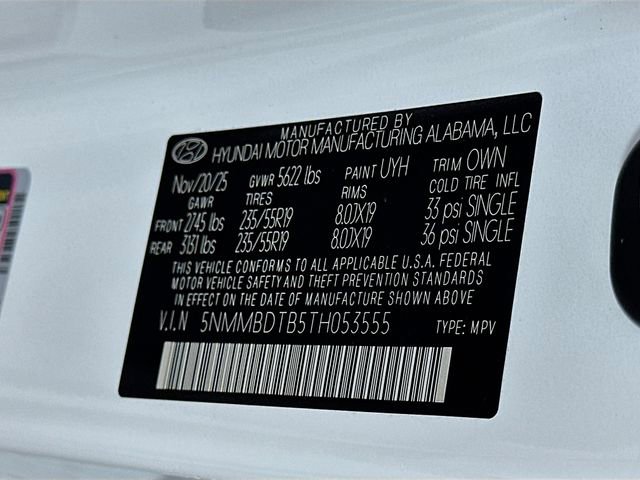 MANUFACTURED BY
HYUNDAI MOTOR MANUFACTURING ALABAMA, LLC
Nov/20/25 GVWR 5622 lbs PAINT UYH TRIM OWN
GAWR TIRES RIMS COLD TIRE INFL
FRONT 2745 lbs 235/55R19 8.0JX19 33 psi SINGLE
REAR 3131 lbs 235/55R19 8.0JX19 36 psi SINGLE
THIS VEHICLE CONFORMS TO ALL APPLICABLE U.S.A. FEDERAL
MOTOR VEHICLE SAFETY AND THEFT PREVENTION STANDARDS
IN EFFECT ON THE DATE OF MANUFACTURE SHOWN ABOVE
V.I.N 5NMMBDTB5TH053555 TYPE: MPV